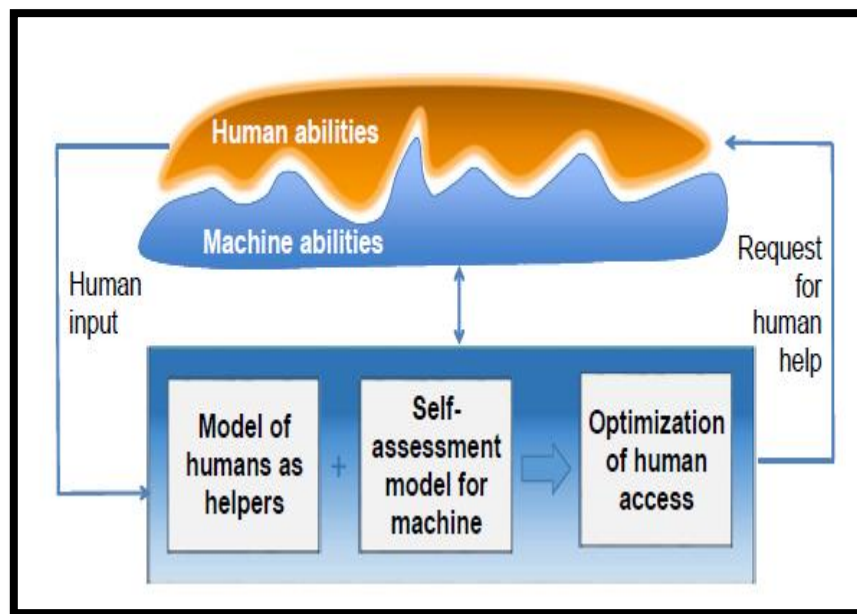 Human abilities
Machine abilities
Human
input
Request
for
human
help
Model of
humans as
helpers
+
Self-
assessment
model for
machine
Optimization
of human
access